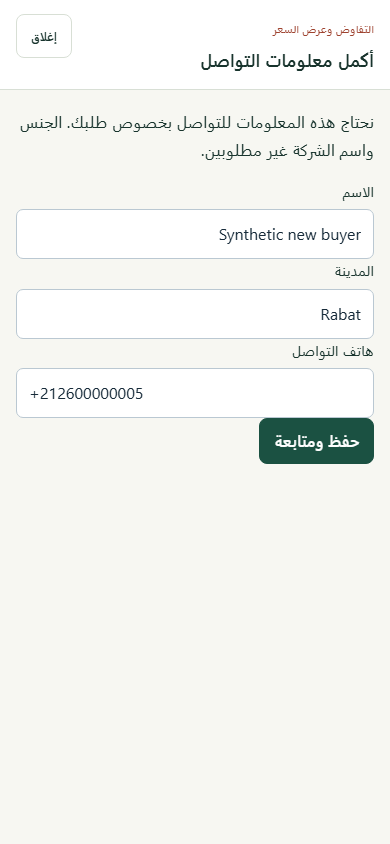 التفاوض وعرض السعر
أكمل معلومات التواصل
إغلاق
نحتاج هذه المعلومات للتواصل بخصوص طلبك. الجنس
واسم الشركة غير مطلوبين.
الاسم
Synthetic new buyer
المدينة
Rabat
هاتف التواصل
+212600000005
حفظ ومتابعة